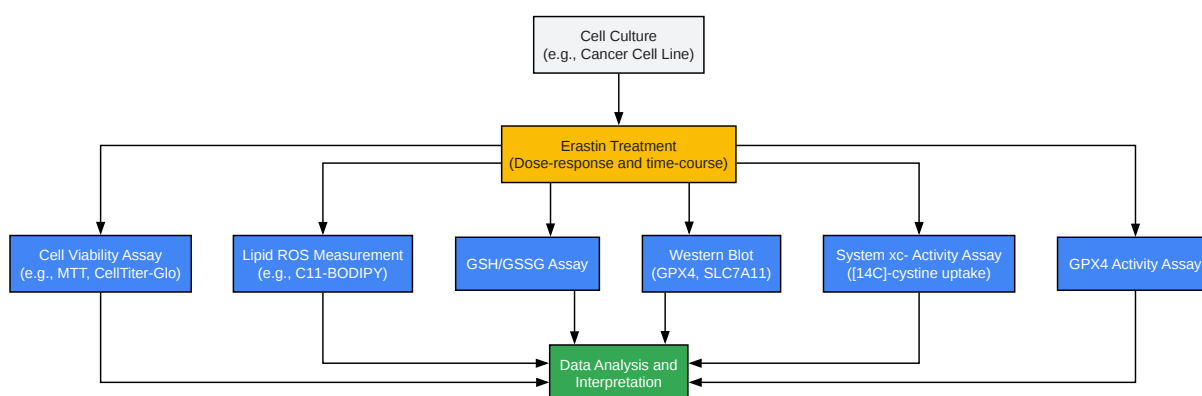 Cell Culture
(e.g., Cancer Cell Line)
Erastin Treatment
(Dose-response and time-course)
Cell Viability Assay
(e.g., MTT, CellTiter-Glo)
Lipid ROS Measurement
(e.g., C11-BODIPY)
GSH/GSSG Assay
Western Blot
(GPX4, SLC7A11)
System xc- Activity Assay
([14C]-cystine uptake)
GPX4 Activity Assay
Data Analysis and
Interpretation